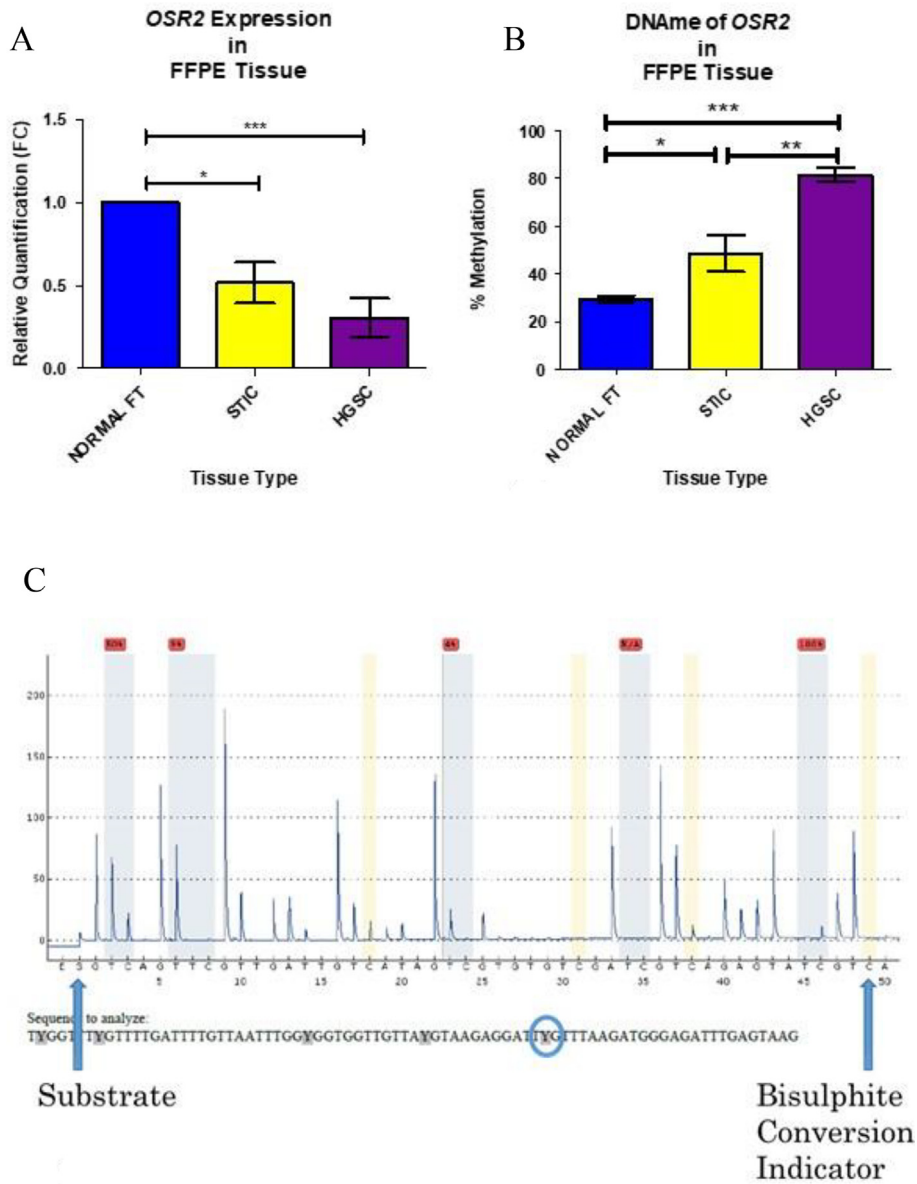 A
OSR2 Expression
in
FFPE Tissue
Relative Quantification (FC)
1.5
1.0
0.5
0.0
***
*
NORMAL FT
STIC
HGSC
Tissue Type
B
DNAme of OSR2
in
FFPE Tissue
% Methylation
100
80
60
40
20
0
***
*
**
NORMAL FT
STIC
HGSC
Tissue Type
C
N/A
100%
200
150
100
50
0
E S G T C A G T T C G T T G A T T G T C A T A G T C G T G T G T C G A T C G T C A G A G T A T C G T C A
5 10 15 20 25 30 35 40 45 50
Sequence to analyze:
TYGGT YGTTTTGATTTTGTTAATTTGGYGGTGGTTGTTAYGTAAGAGGATTYGTTTAAGATGGGAGATTTGAGTAAG
Substrate
Bisulphite
Conversion
Indicator